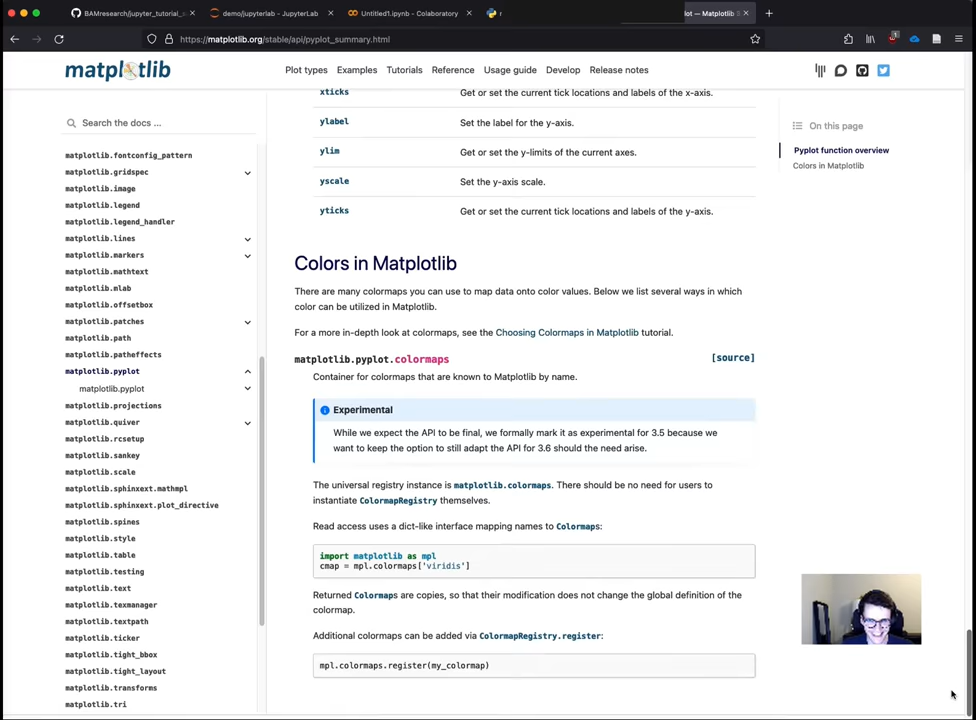 BAMresearch/jupyter_tutorial_s
demo/jupyterlab - JupyterLab
Untitled1.ipynb - Colaboratory
lot — Matplotlib
https://matplotlib.org/stable/api/pyplot_summary.html
1
matplotlib
Plot types
Examples
Tutorials
Reference
Usage guide
Develop
Release notes
Search the docs ...
matplotlib.fontconfig_pattern
matplotlib.gridspec
matplotlib.image
matplotlib.legend
matplotlib.legend_handler
matplotlib.lines
matplotlib.markers
matplotlib.mathtext
matplotlib.mlab
matplotlib.offsetbox
matplotlib.patches
matplotlib.path
matplotlib.patheffects
matplotlib.pyplot
matplotlib.pyplot
matplotlib.projections
matplotlib.quiver
matplotlib.rcsetup
matplotlib.sankey
matplotlib.scale
matplotlib.sphinxext.mathmpl
matplotlib.sphinxext.plot_directive
matplotlib.spines
matplotlib.style
matplotlib.table
matplotlib.testing
matplotlib.text
matplotlib.texmanager
matplotlib.textpath
matplotlib.ticker
matplotlib.tight_bbox
matplotlib.tight_layout
matplotlib.transforms
matplotlib.tri
xticks Get or set the current tick locations and labels of the x-axis.
ylabel Set the label for the y-axis.
ylim Get or set the y-limits of the current axes.
yscale Set the y-axis scale.
yticks Get or set the current tick locations and labels of the y-axis.
Colors in Matplotlib
There are many colormaps you can use to map data onto color values. Below we list several ways in which
color can be utilized in Matplotlib.
For a more in-depth look at colormaps, see the Choosing Colormaps in Matplotlib tutorial.
matplotlib.pyplot.colormaps [source]
Container for colormaps that are known to Matplotlib by name.
Experimental
While we expect the API to be final, we formally mark it as experimental for 3.5 because we
want to keep the option to still adapt the API for 3.6 should the need arise.
The universal registry instance is matplotlib.colormaps. There should be no need for users to
instantiate ColormapRegistry themselves.
Read access uses a dict-like interface mapping names to Colormaps:
import matplotlib as mpl
cmap = mpl.colormaps['viridis']
Returned Colormaps are copies, so that their modification does not change the global definition of the
colormap.
Additional colormaps can be added via ColormapRegistry.register:
mpl.colormaps.register(my_colormap)
On this page
Pyplot function overview
Colors in Matplotlib